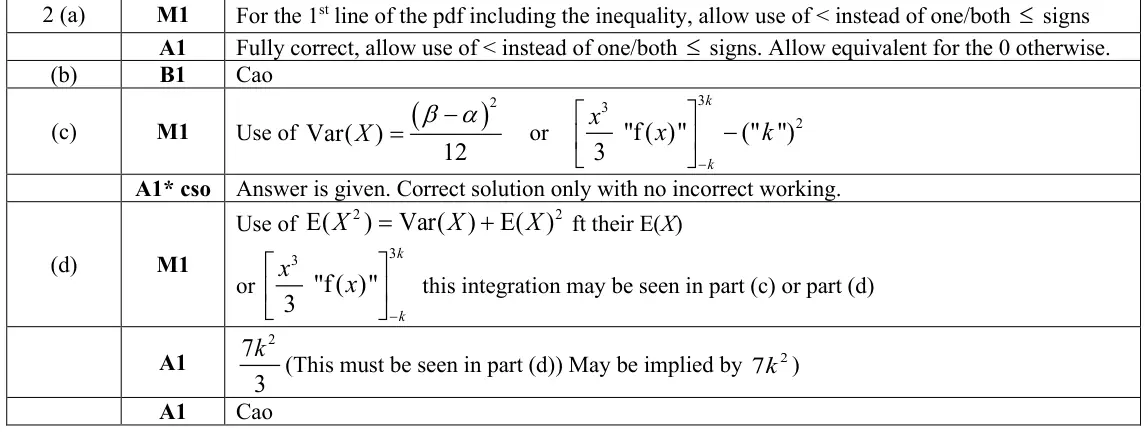 2 (a) M1 For the 1st line of the pdf including the inequality, allow use of < instead of one/both ≤ signs
A1 Fully correct, allow use of < instead of one/both ≤ signs. Allow equivalent for the 0 otherwise.
(b) B1 Cao
(c) M1 Use of Var(X) = (β − α)²/12 or [x³/3 "f(x)"]₋ₖ³ᵏ − ("k")²
A1* cso Answer is given. Correct solution only with no incorrect working.
Use of E(X²) = Var(X) + E(X)² ft their E(X)
(d) M1 or [x³/3 "f(x)"]₋ₖ³ᵏ this integration may be seen in part (c) or part (d)
A1 7k²/3 (This must be seen in part (d)) May be implied by 7k² )
A1 Cao